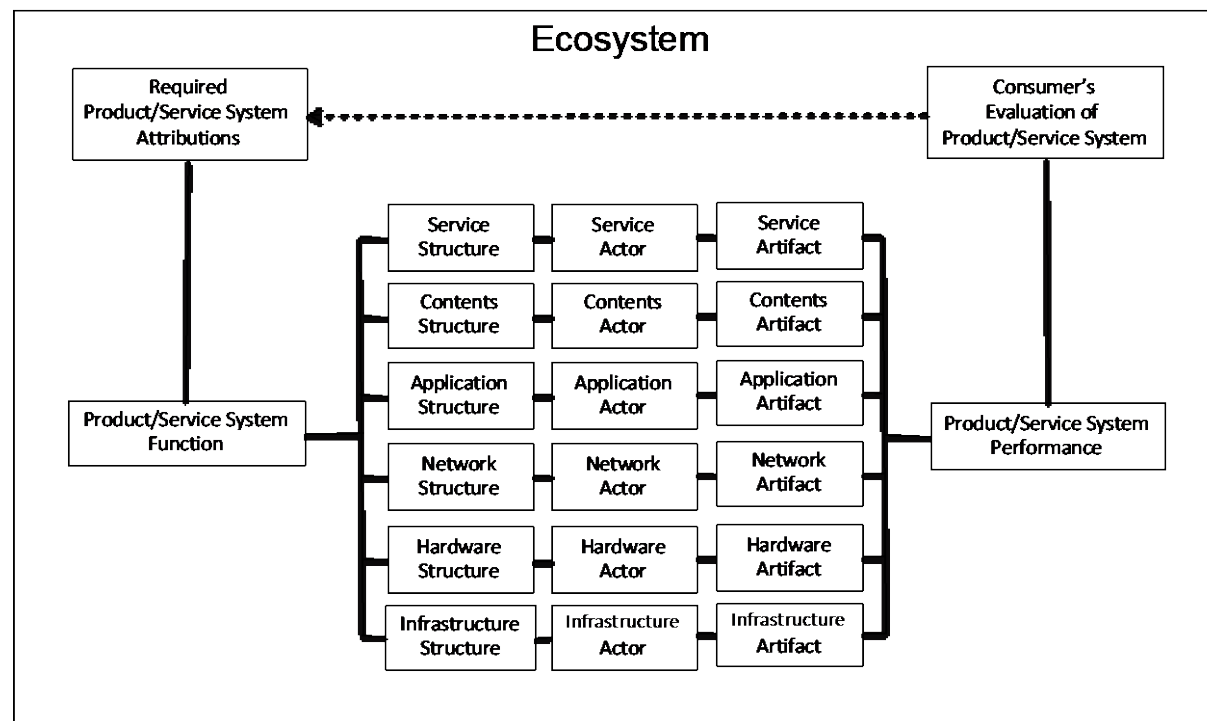 Ecosystem
Required
Product/Service System
Attributions
Consumer's
Evaluation of
Product/Service System
Service
Structure
Service
Actor
Service
Artifact
Contents
Structure
Contents
Actor
Contents
Artifact
Application
Structure
Application
Actor
Application
Artifact
Product/Service System
Function
Product/Service System
Performance
Network
Structure
Network
Actor
Network
Artifact
Hardware
Structure
Hardware
Actor
Hardware
Artifact
Infrastructure
Structure
Infrastructure
Actor
Infrastructure
Artifact